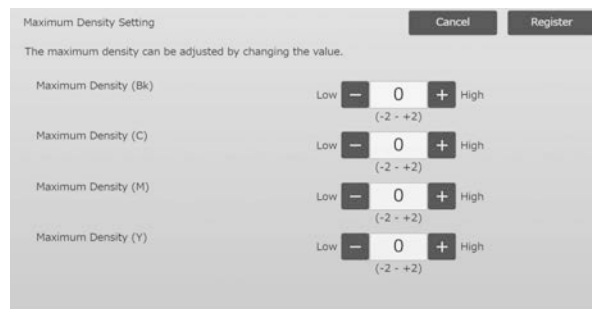 Maximum Density Setting Cancel Register
The maximum density can be adjusted by changing the value.
Maximum Density (Bk) Low − 0 + High
(-2 - +2)
Maximum Density (C) Low − 0 + High
(-2 - +2)
Maximum Density (M) Low − 0 + High
(-2 - +2)
Maximum Density (Y) Low − 0 + High
(-2 - +2)